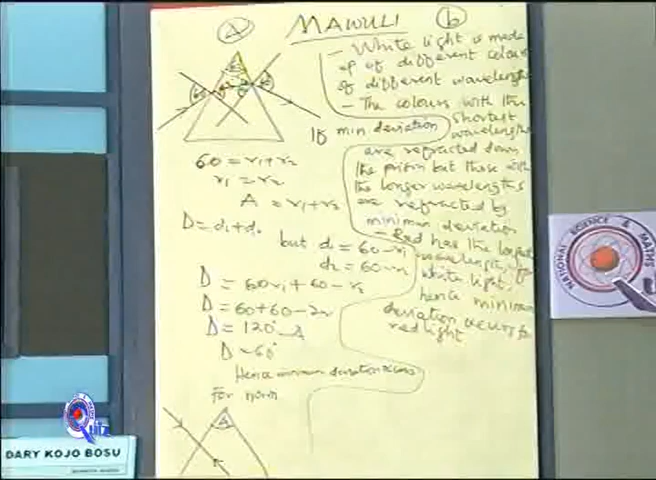 a
MAWULI
b
- White light is made
up of different colours
of different wavelengths
- The colours with the
shortest
wavelengths
are refracted down
the prism but those with
the longer wavelengths
are refracted by
minimum deviation
- Red has the longest
wavelength
white light.
hence minimum
deviation occurs for
red light
If min deviation
60 = r1 + r2
r1 = r2
A = r1 + r2
D = d1 + d2
but d1 = 60 - r1
d2 = 60 - r2
D = 60 - r1 + 60 - r2
D = 60 + 60 - 2r
D = 120 -
D = 60°
Hence minimum deviation occurs
For norm
A
NATIONAL SCIENCE & MATHS
Quiz
DARY KOJO BOSU